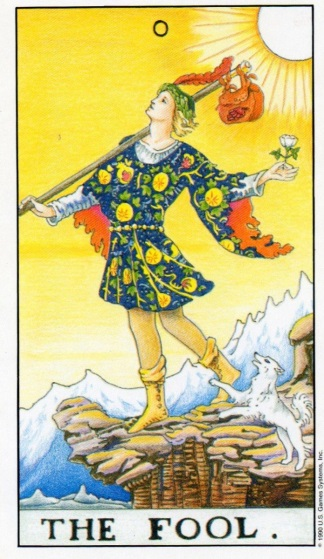 0
THE FOOL.
© 1990 U.S. Games Systems, Inc.